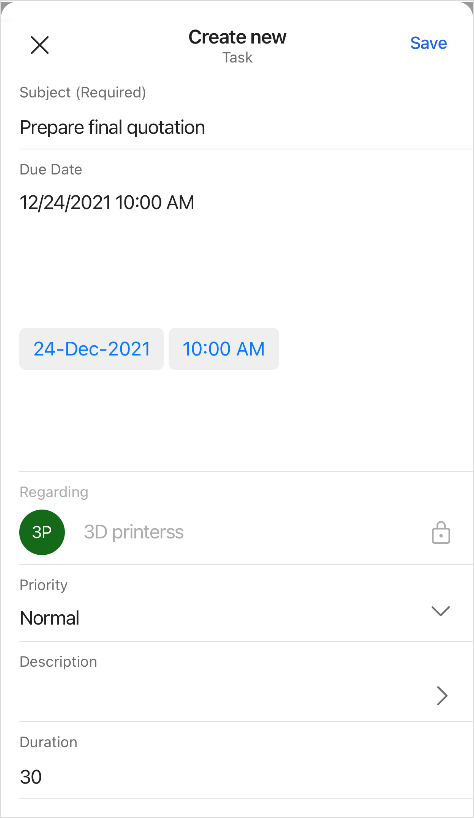 Create new
Save
Task
Subject (Required)
Prepare final quotation
Due Date
12/24/2021 10:00 AM
24-Dec-2021 10:00 AM
Regarding
3P 3D printerss
Priority
Normal
Description
Duration
30